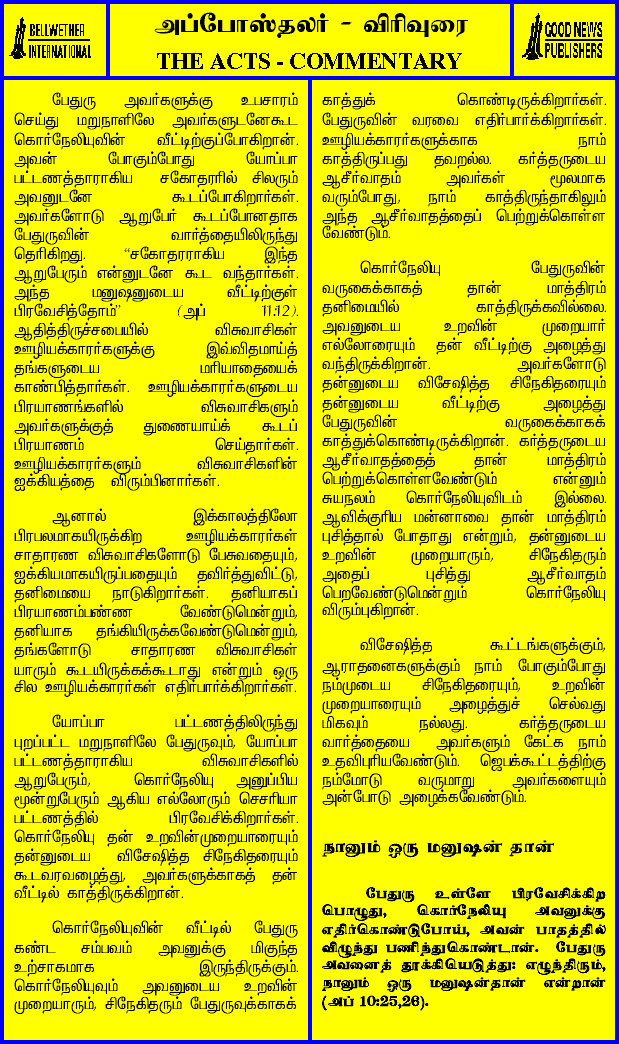 BELLWETHER
INTERNATIONAL
அப்போஸ்தலர் - விரிவுரை
THE ACTS - COMMENTARY
GOOD NEWS
PUBLISHERS
பேதுரு அவர்களுக்கு உபசாரம்
செய்து மறுநாளிலே அவர்களுடனேகூட
கொர்நேலியுவின் வீட்டிற்குப்போகிறான்.
அவன் போகும்போது யோப்பா
பட்டணத்தாராகிய சகோதரரில் சிலரும்
அவனுடனே கூடப்போகிறார்கள்.
அவர்களோடு ஆறுபேர் கூடப்போனதாக
பேதுருவின் வார்த்தையிலிருந்து
தெரிகிறது. "சகோதரராகிய இந்த
ஆறுபேரும் என்னுடனே கூட வந்தார்கள்.
அந்த மனுஷனுடைய வீட்டிற்குள்
பிரவேசித்தோம்" (அப் 11:12).
ஆதித்திருச்சபையில் விசுவாசிகள்
ஊழியக்காரர்களுக்கு இவ்விதமாய்த்
தங்களுடைய மரியாதையைக்
காண்பித்தார்கள். ஊழியக்காரர்களுடைய
பிரயாணங்களில் விசுவாசிகளும்
அவர்களுக்குத் துணையாய்க் கூடப்
பிரயாணம் செய்தார்கள்.
ஊழியக்காரர்களும் விசுவாசிகளின்
ஐக்கியத்தை விரும்பினார்கள்.
ஆனால் இக்காலத்திலோ
பிரபலமாகயிருக்கிற ஊழியக்காரர்கள்
சாதாரண விசுவாசிகளோடு பேசுவதையும்,
ஐக்கியமாகயிருப்பதையும் தவிர்த்துவிட்டு,
தனிமையை நாடுகிறார்கள். தனியாகப்
பிரயாணம்பண்ண வேண்டுமென்றும்,
தனியாக தங்கியிருக்கவேண்டுமென்றும்,
தங்களோடு சாதாரண விசுவாசிகள்
யாரும் கூடயிருக்கக்கூடாது என்றும் ஒரு
சில ஊழியக்காரர்கள் எதிர்பார்க்கிறார்கள்.
யோப்பா பட்டணத்திலிருந்து
புறப்பட்ட மறுநாளிலே பேதுருவும், யோப்பா
பட்டணத்தாராகிய விசுவாசிகளில்
ஆறுபேரும், கொர்நேலியு அனுப்பிய
மூன்றுபேரும் ஆகிய எல்லோரும் செசரியா
பட்டணத்தில் பிரவேசிக்கிறார்கள்.
கொர்நேலியு தன் உறவின்முறையாரையும்
தன்னுடைய விசேஷித்த சிநேகிதரையும்
கூடவரவழைத்து, அவர்களுக்காகத் தன்
வீட்டில் காத்திருக்கிறான்.
கொர்நேலியுவின் வீட்டில் பேதுரு
கண்ட சம்பவம் அவனுக்கு மிகுந்த
உற்சாகமாக இருந்திருக்கும்.
கொர்நேலியுவும் அவனுடைய உறவின்
முறையாரும், சிநேகிதரும் பேதுருவுக்காகக்
காத்துக் கொண்டிருக்கிறார்கள்.
பேதுருவின் வரவை எதிர்பார்க்கிறார்கள்.
ஊழியக்காரர்களுக்காக நாம்
காத்திருப்பது தவறல்ல. கர்த்தருடைய
ஆசீர்வாதம் அவர்கள் மூலமாக
வரும்போது, நாம் காத்திருந்தாகிலும்
அந்த ஆசீர்வாதத்தைப் பெற்றுக்கொள்ள
வேண்டும்.
கொர்நேலியு பேதுருவின்
வருகைக்காகத் தான் மாத்திரம்
தனிமையில் காத்திருக்கவில்லை.
அவனுடைய உறவின் முறையார்
எல்லோரையும் தன் வீட்டிற்கு அழைத்து
வந்திருக்கிறான். அவர்களோடு
தன்னுடைய விசேஷித்த சிநேகிதரையும்
தன்னுடைய வீட்டிற்கு அழைத்து
பேதுருவின் வருகைக்காகக்
காத்துக்கொண்டிருக்கிறான். கர்த்தருடைய
ஆசீர்வாதத்தைத் தான் மாத்திரம்
பெற்றுக்கொள்ளவேண்டும் என்னும்
சுயநலம் கொர்நேலியுவிடம் இல்லை.
ஆவிக்குரிய மன்னாவை தான் மாத்திரம்
புசித்தால் போதாது என்றும், தன்னுடைய
உறவின் முறையாரும், சிநேகிதரும்
அதைப் புசித்து ஆசீர்வாதம்
பெறவேண்டுமென்றும் கொர்நேலியு
விரும்புகிறான்.
விசேஷித்த கூட்டங்களுக்கும்,
ஆராதனைகளுக்கும் நாம் போகும்போது
நம்முடைய சிநேகிதரையும், உறவின்
முறையாரையும் அழைத்துச் செல்வது
மிகவும் நல்லது. கர்த்தருடைய
வார்த்தையை அவர்களும் கேட்க நாம்
உதவிபுரியவேண்டும். ஜெபக்கூட்டத்திற்கு
நம்மோடு வருமாறு அவர்களையும்
அன்போடு அழைக்கவேண்டும்.
நானும் ஒரு மனுஷன் தான்
பேதுரு உள்ளே பிரவேசிக்கிற
பொழுது, கொர்நேலியு அவனுக்கு
எதிர்கொண்டுபோய், அவன் பாதத்தில்
விழுந்து பணிந்துகொண்டான். பேதுரு
அவனைத் தூக்கியெடுத்து: எழுந்திரும்,
நானும் ஒரு மனுஷன்தான் என்றான்
(அப் 10:25,26).